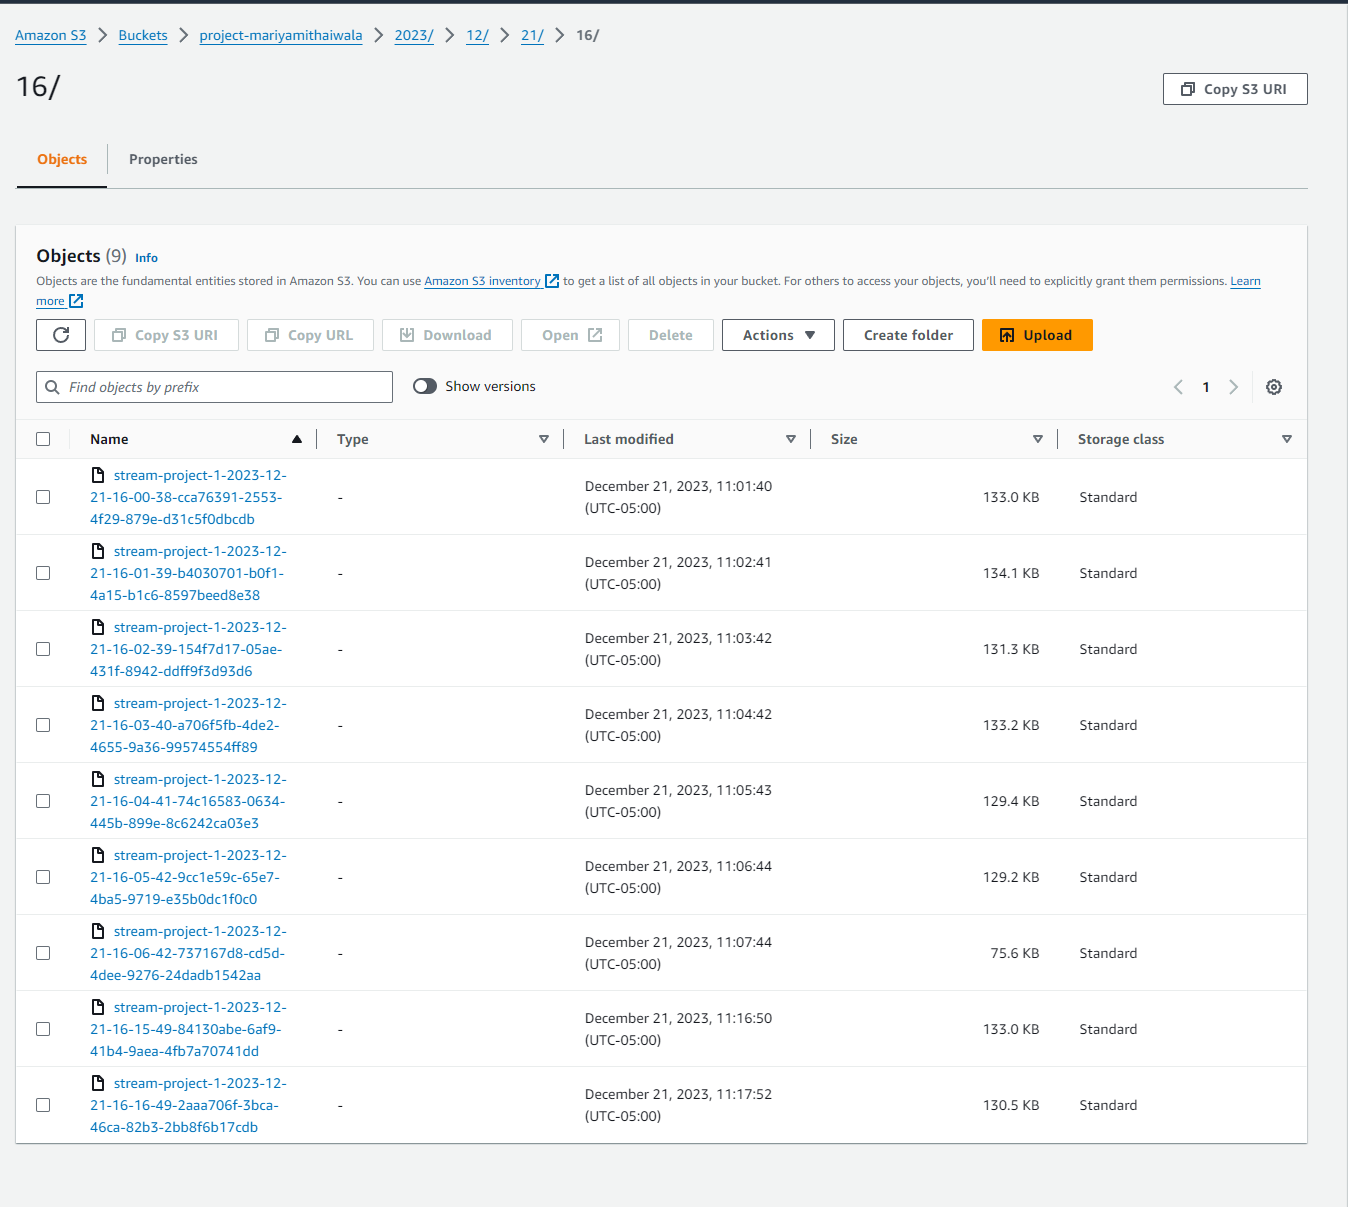 Amazon S3 > Buckets > project-mariyamithaiwala > 2023/ > 12/ > 21/ > 16/
16/
Copy S3 URI
Objects Properties
Objects (9) Info
Objects are the fundamental entities stored in Amazon S3. You can use Amazon S3 inventory to get a list of all objects in your bucket. For others to access your objects, you'll need to explicitly grant them permissions. Learn
more
Copy S3 URI Copy URL Download Open Delete Actions Create folder Upload
Find objects by prefix Show versions 1
Name Type Last modified Size Storage class
stream-project-1-2023-12-
21-16-00-38-cca76391-2553-
4f29-879e-d31c5f0dbcdb
-
December 21, 2023, 11:01:40
(UTC-05:00)
133.0 KB
Standard
stream-project-1-2023-12-
21-16-01-39-b4030701-b0f1-
4a15-b1c6-8597beed8e38
-
December 21, 2023, 11:02:41
(UTC-05:00)
134.1 KB
Standard
stream-project-1-2023-12-
21-16-02-39-154f7d17-05ae-
431f-8942-ddff9f3d93d6
-
December 21, 2023, 11:03:42
(UTC-05:00)
131.3 KB
Standard
stream-project-1-2023-12-
21-16-03-40-a706f5fb-4de2-
4655-9a36-99574554ff89
-
December 21, 2023, 11:04:42
(UTC-05:00)
133.2 KB
Standard
stream-project-1-2023-12-
21-16-04-41-74c16583-0634-
445b-899e-8c6242ca03e3
-
December 21, 2023, 11:05:43
(UTC-05:00)
129.4 KB
Standard
stream-project-1-2023-12-
21-16-05-42-9cc1e59c-65e7-
4ba5-9719-e35b0dc1f0c0
-
December 21, 2023, 11:06:44
(UTC-05:00)
129.2 KB
Standard
stream-project-1-2023-12-
21-16-06-42-737167d8-cd5d-
4dee-9276-24dadb1542aa
-
December 21, 2023, 11:07:44
(UTC-05:00)
75.6 KB
Standard
stream-project-1-2023-12-
21-16-15-49-84130abe-6af9-
41b4-9aea-4fb7a70741dd
-
December 21, 2023, 11:16:50
(UTC-05:00)
133.0 KB
Standard
stream-project-1-2023-12-
21-16-16-49-2aaa706f-3bca-
46ca-82b3-2bb8f6b17cdb
-
December 21, 2023, 11:17:52
(UTC-05:00)
130.5 KB
Standard